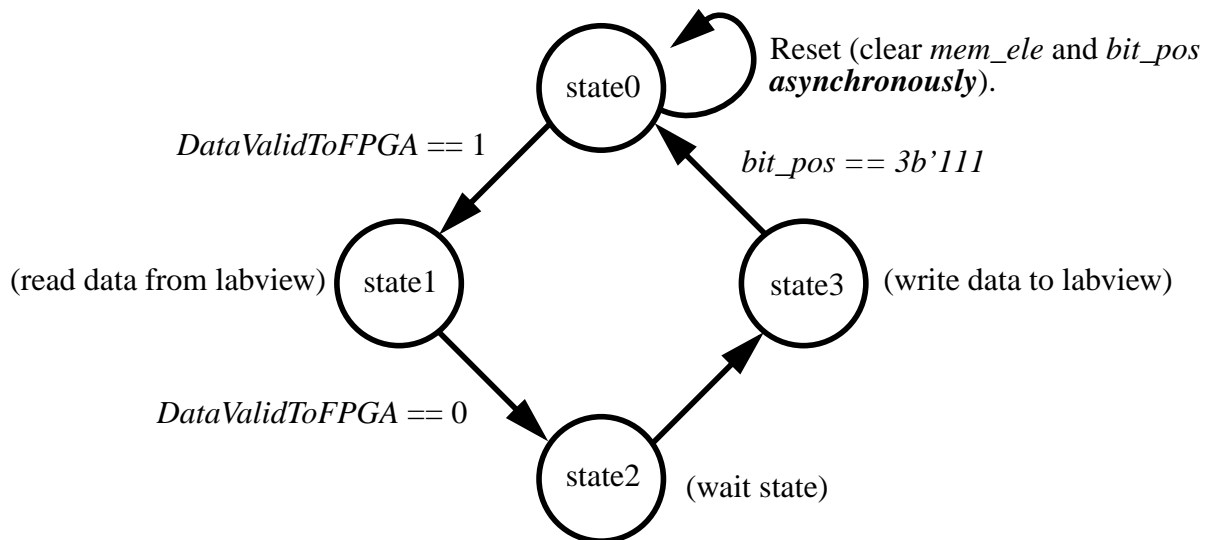 state0
Reset (clear mem_ele and bit_pos
asynchronously).
DataValidToFPGA == 1
bit_pos == 3b’111
(read data from labview)
state1
state3
(write data to labview)
DataValidToFPGA == 0
state2
(wait state)